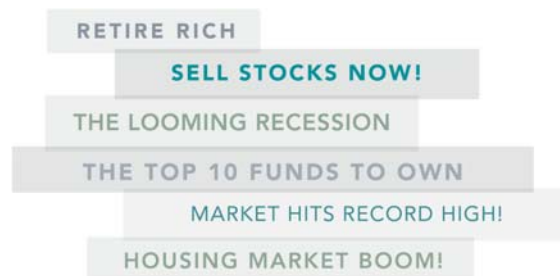 RETIRE RICH
SELL STOCKS NOW!
THE LOOMING RECESSION
THE TOP 10 FUNDS TO OWN
MARKET HITS RECORD HIGH!
HOUSING MARKET BOOM!